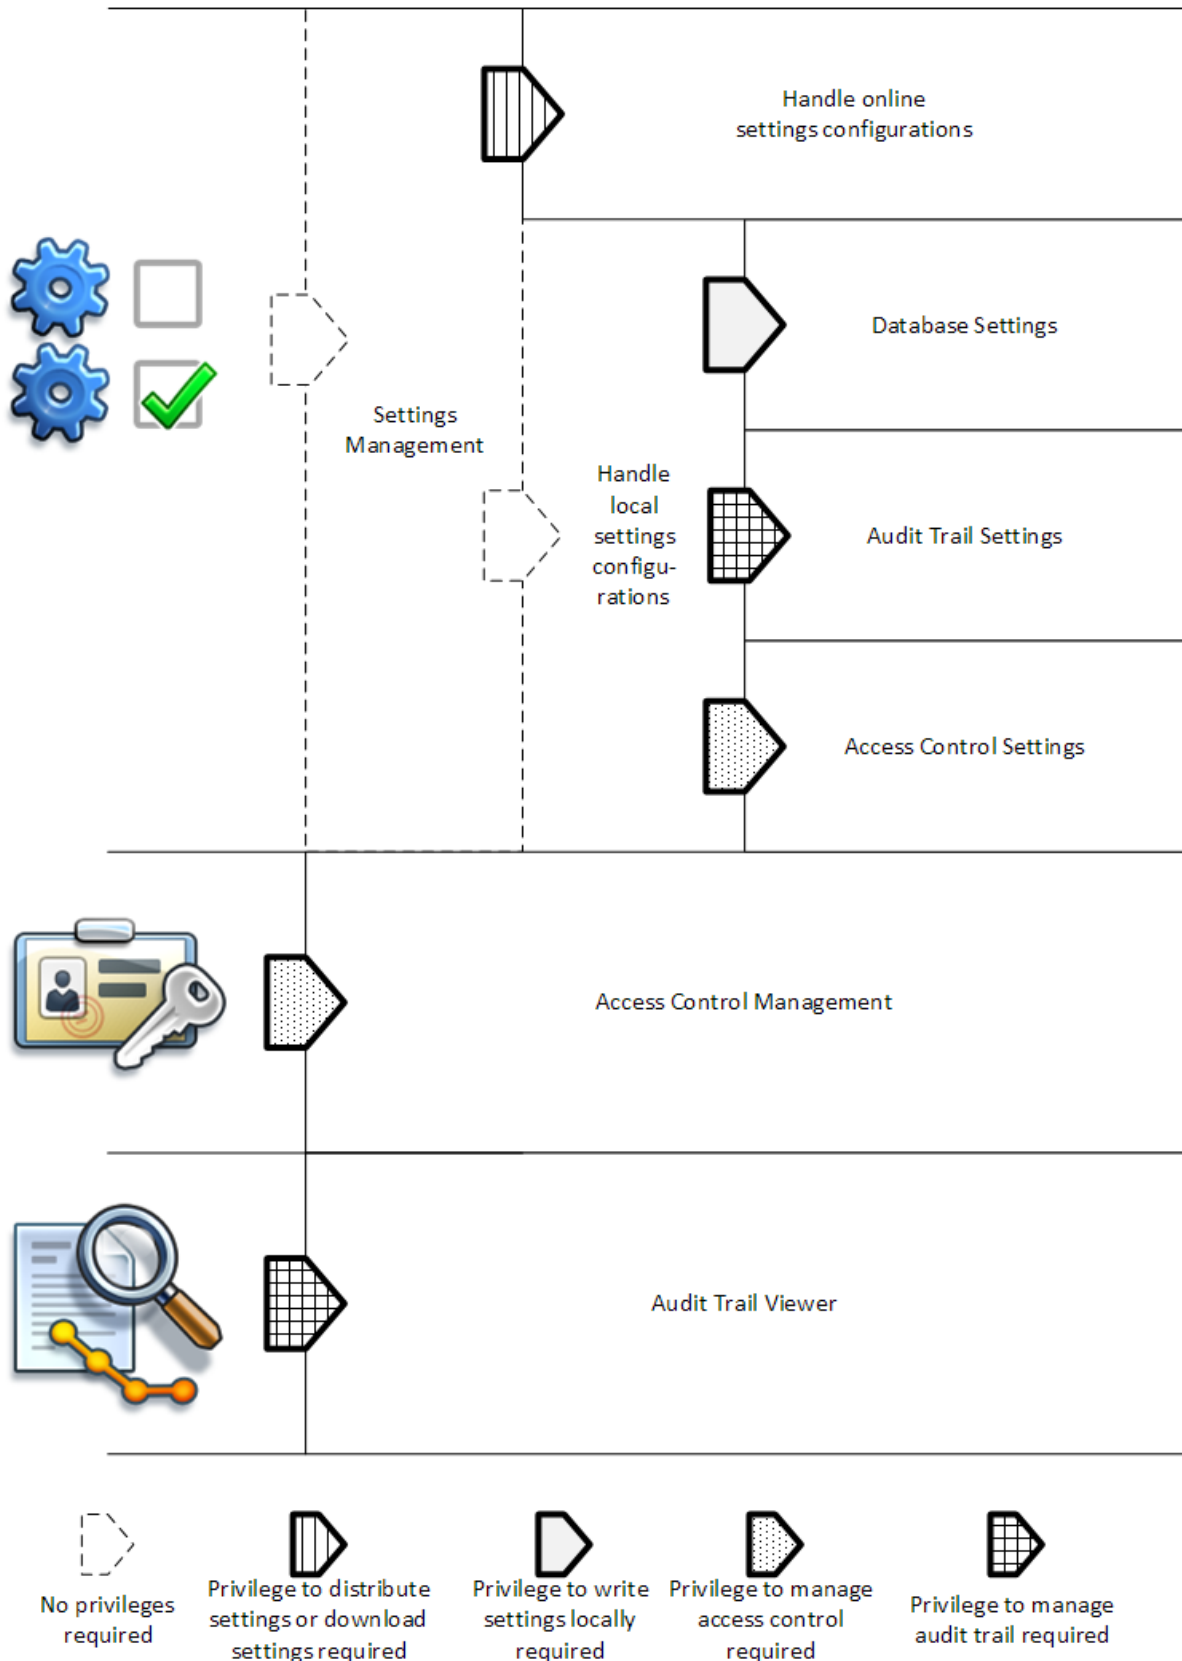 Handle online
settings configurations
Database Settings
Settings
Management
Handle
local
settings
configu-
rations
Audit Trail Settings
Access Control Settings
Access Control Management
Audit Trail Viewer
No privileges
required
Privilege to distribute
settings or download
settings required
Privilege to write
settings locally
required
Privilege to manage
access control
required
Privilege to manage
audit trail required